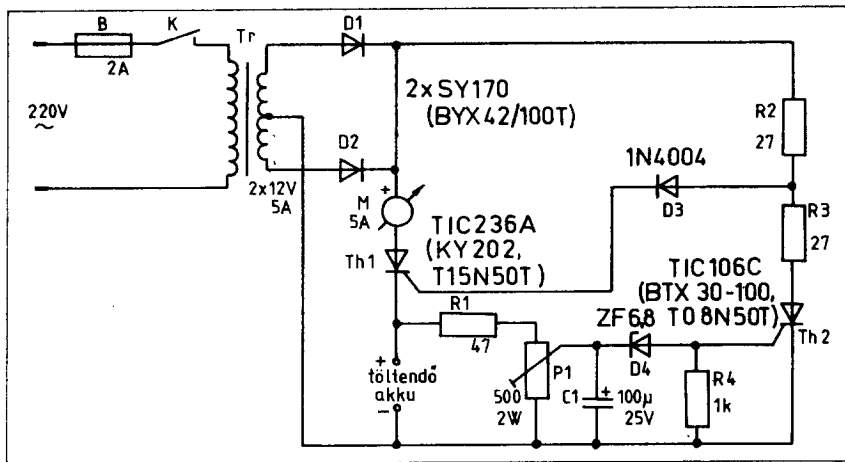 B
K
Tr
2A
220V
~
D1
2xSY170
(BYX42/100T)
D2
2x12V
5A
+
M
5A
R2
27
1N4004
D3
R3
27
TIC236A
(KY202,
T15N50T)
Th1
TIC106C
(BTX 30-100,
T08N50T)
Th2
R1
47
ZF6,8
D4
P1
500
2W
C1
+
100µ
25V
R4
1k
+
töltendő
akku
–